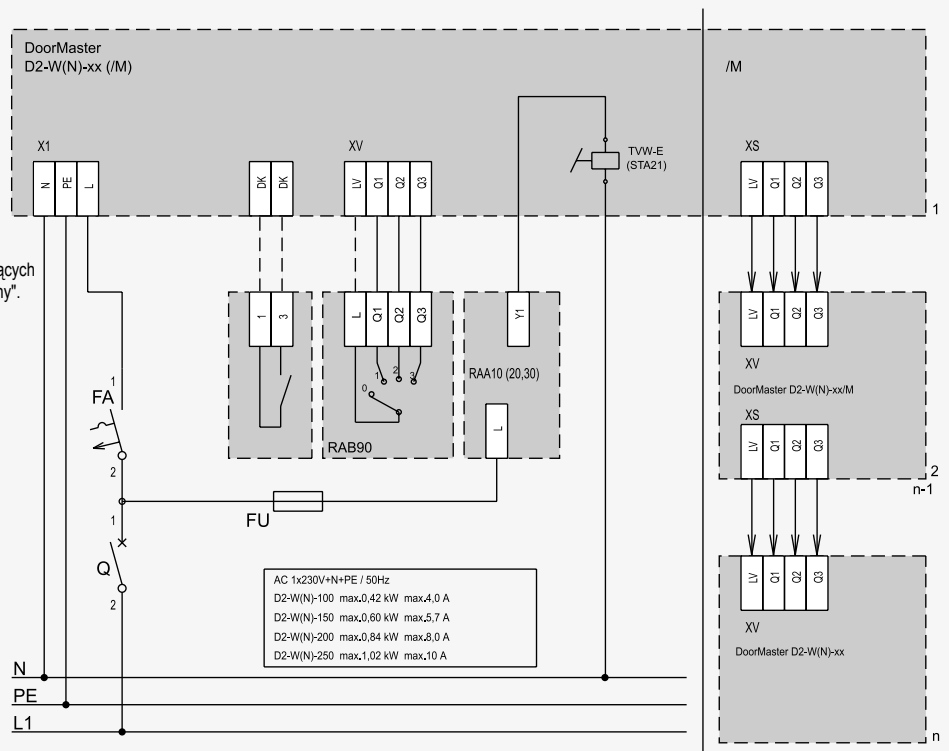 DoorMaster
D2-W(N)-xx (/M)
/M
X1
XV
TVW-E
(STA21)
XS
N
PE
L
DK
DK
LV
Q1
Q2
Q3
LV
Q1
Q2
Q3
1
ących
ny".
1
3
L
Q1
Q2
Q3
Y1
LV
Q1
Q2
Q3
0
1
2
3
RAA10 (20,30)
L
RAB90
XV
DoorMaster D2-W(N)-xx/M
XS
LV
Q1
Q2
Q3
2
n-1
1
FA
2
FU
1
Q
2
AC 1x230V+N+PE / 50Hz
D2-W(N)-100 max.0,42 kW max.4,0 A
D2-W(N)-150 max.0,60 kW max.5,7 A
D2-W(N)-200 max.0,84 kW max.8,0 A
D2-W(N)-250 max.1,02 kW max.10 A
LV
Q1
Q2
Q3
XV
DoorMaster D2-W(N)-xx
n
N
PE
L1